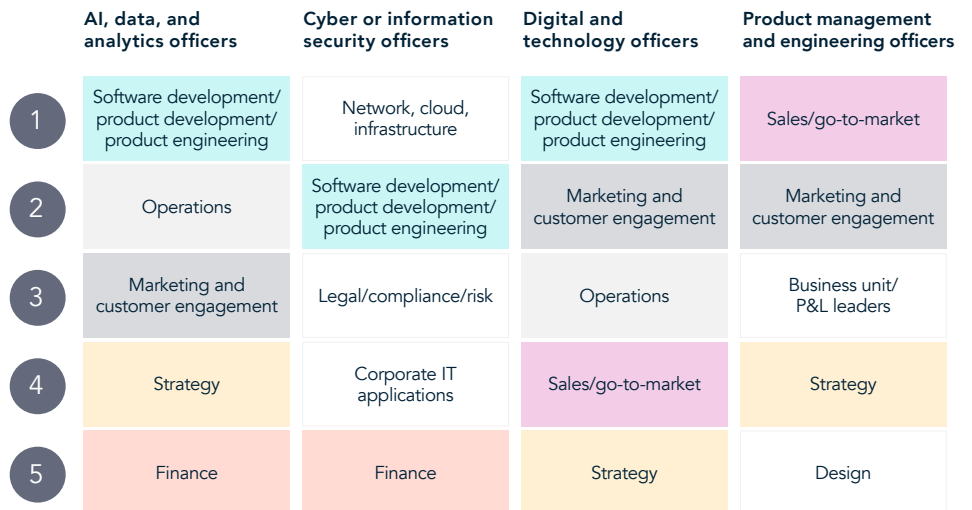 AI, data, and
analytics officers
Cyber or information
security officers
Digital and
technology officers
Product management
and engineering officers
1
Software development/
product development/
product engineering
Network, cloud,
infrastructure
Software development/
product development/
product engineering
Sales/go-to-market
2
Operations
Software development/
product development/
product engineering
Marketing and
customer engagement
Marketing and
customer engagement
3
Marketing and
customer engagement
Legal/compliance/risk
Operations
Business unit/
P&L leaders
4
Strategy
Corporate IT
applications
Sales/go-to-market
Strategy
5
Finance
Finance
Strategy
Design